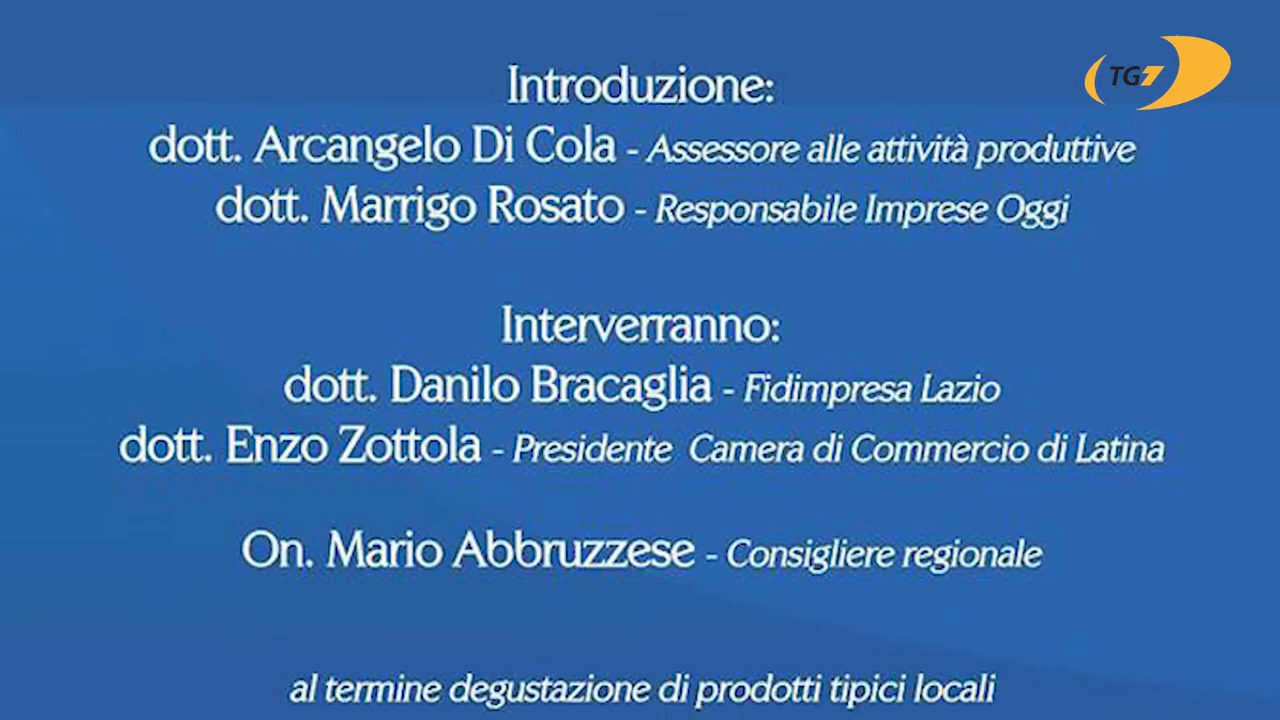 TG7
Introduzione:
dott. Arcangelo Di Cola - Assessore alle attività produttive
dott. Marrigo Rosato - Responsabile Imprese Oggi
Interverranno:
dott. Danilo Bracaglia - Fidimpresa Lazio
dott. Enzo Zottola - Presidente Camera di Commercio di Latina
On. Mario Abbruzzese - Consigliere regionale
al termine degustazione di prodotti tipici locali